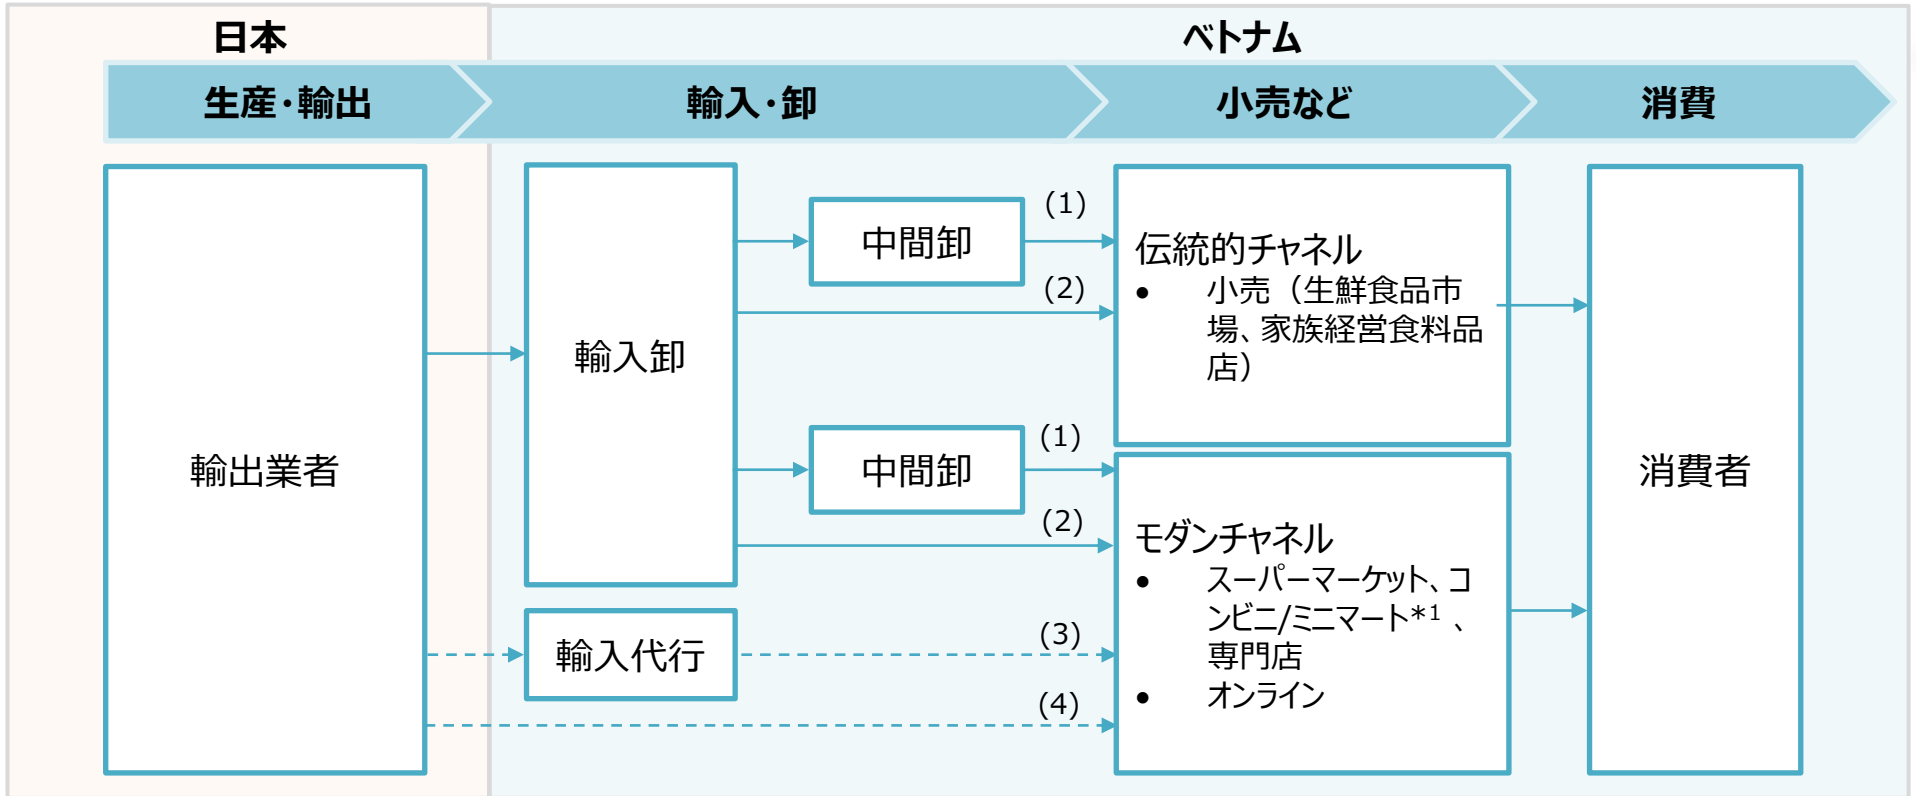 日本
ベトナム
生産・輸出
輸入・卸
小売など
消費
輸出業者
輸入卸
中間卸
(1)
(2)
中間卸
(1)
(2)
輸入代行
(3)
(4)
伝統的チャネル
• 小売（生鮮食品市
場、家族経営食料品
店）
モダンチャネル
• スーパーマーケット、コ
ンビニ/ミニマート*1 、
専門店
• オンライン
消費者